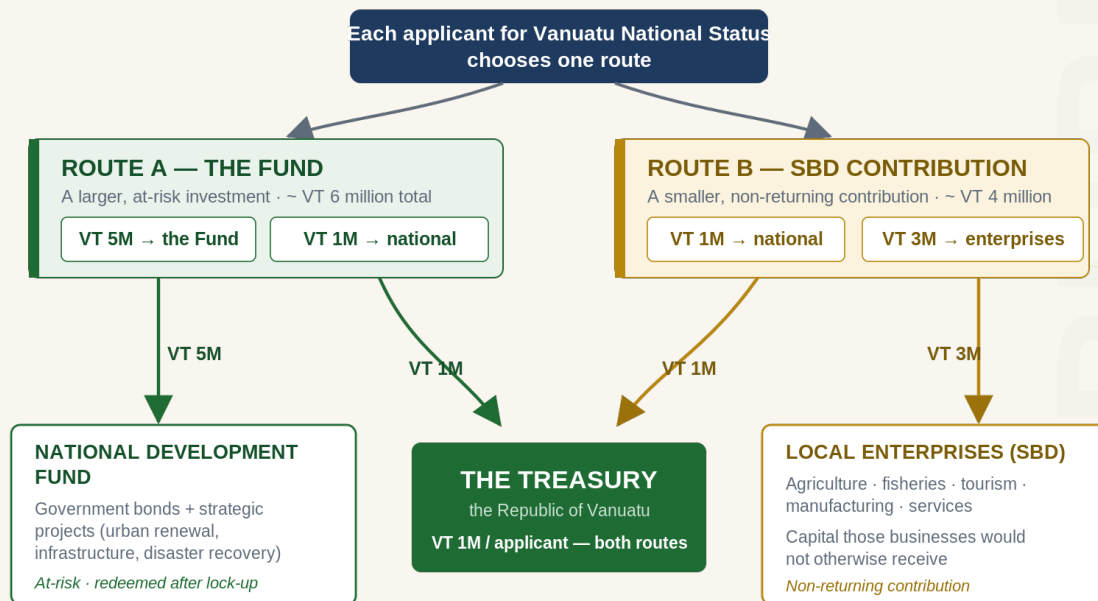 Each applicant for Vanuatu National Status
chooses one route
ROUTE A — THE FUND
A larger, at-risk investment · ~ VT 6 million total
VT 5M → the Fund
VT 1M → national
ROUTE B — SBD CONTRIBUTION
A smaller, non-returning contribution · ~ VT 4 million
VT 1M → national
VT 3M → enterprises
VT 5M
VT 1M
VT 1M
VT 3M
NATIONAL DEVELOPMENT
FUND
Government bonds + strategic
projects (urban renewal,
infrastructure, disaster recovery)
At-risk · redeemed after lock-up
THE TREASURY
the Republic of Vanuatu
VT 1M / applicant — both routes
LOCAL ENTERPRISES (SBD)
Agriculture · fisheries · tourism ·
manufacturing · services
Capital those businesses would
not otherwise receive
Non-returning contribution